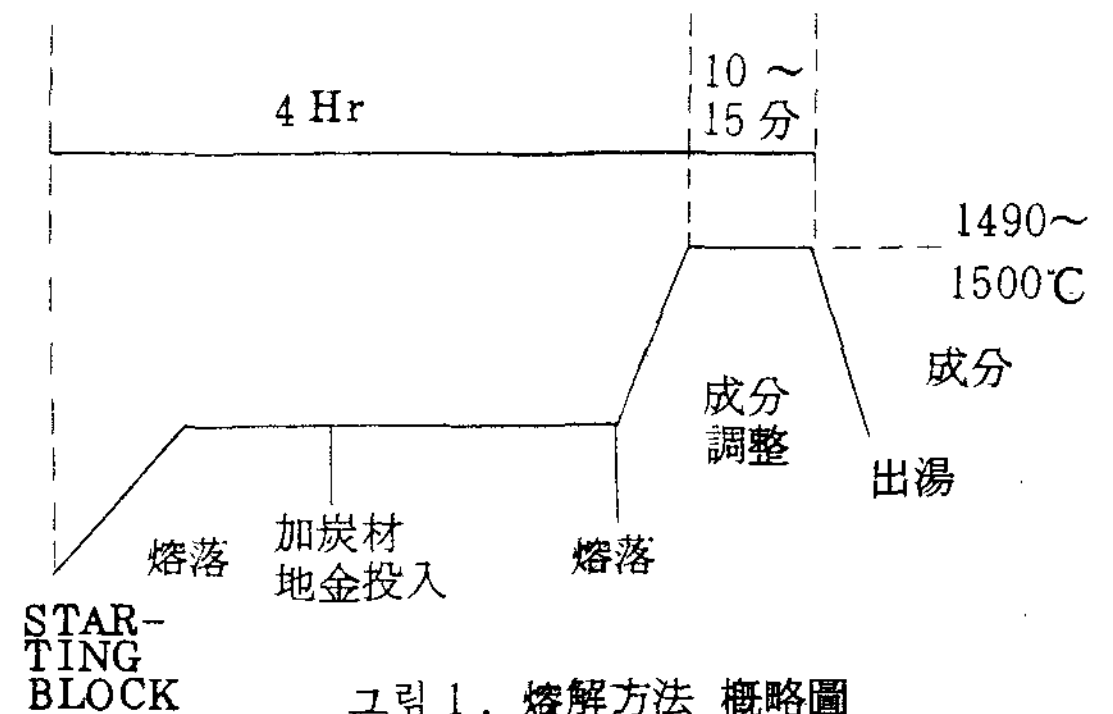 4 Hr
10 ～
15 分
1490～
1500℃
成分
成分
調整
出湯
熔落
加炭材
地金投入
熔落
STAR-
TING
BLOCK
그림 1. 熔解方法 概略圖